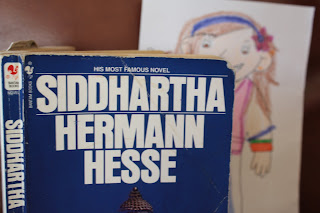 HIS MOST FAMOUS NOVEL
SIDDHARTHA
HERMANN
HESSE
SIDDHARTHA